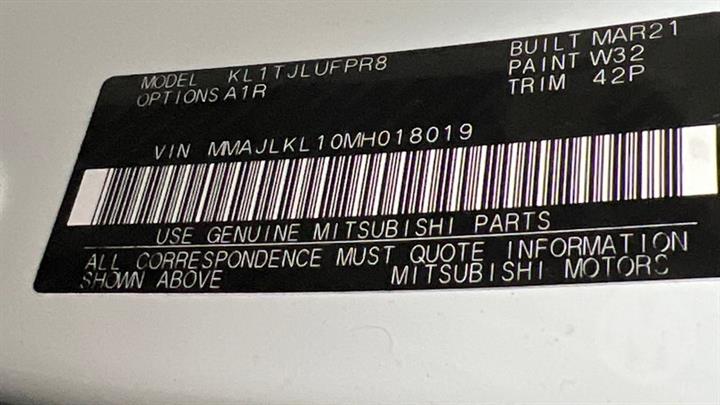 MODEL KL1TJLUFPR8 BUILT MAR21
OPTIONS A1R PAINT W32
TRIM 42P
VIN MMAJLKL10MH018019
USE GENUINE MITSUBISHI PARTS
ALL CORRESPONDENCE MUST QUOTE INFORMATION
SHOWN ABOVE MITSUBISHI MOTORS